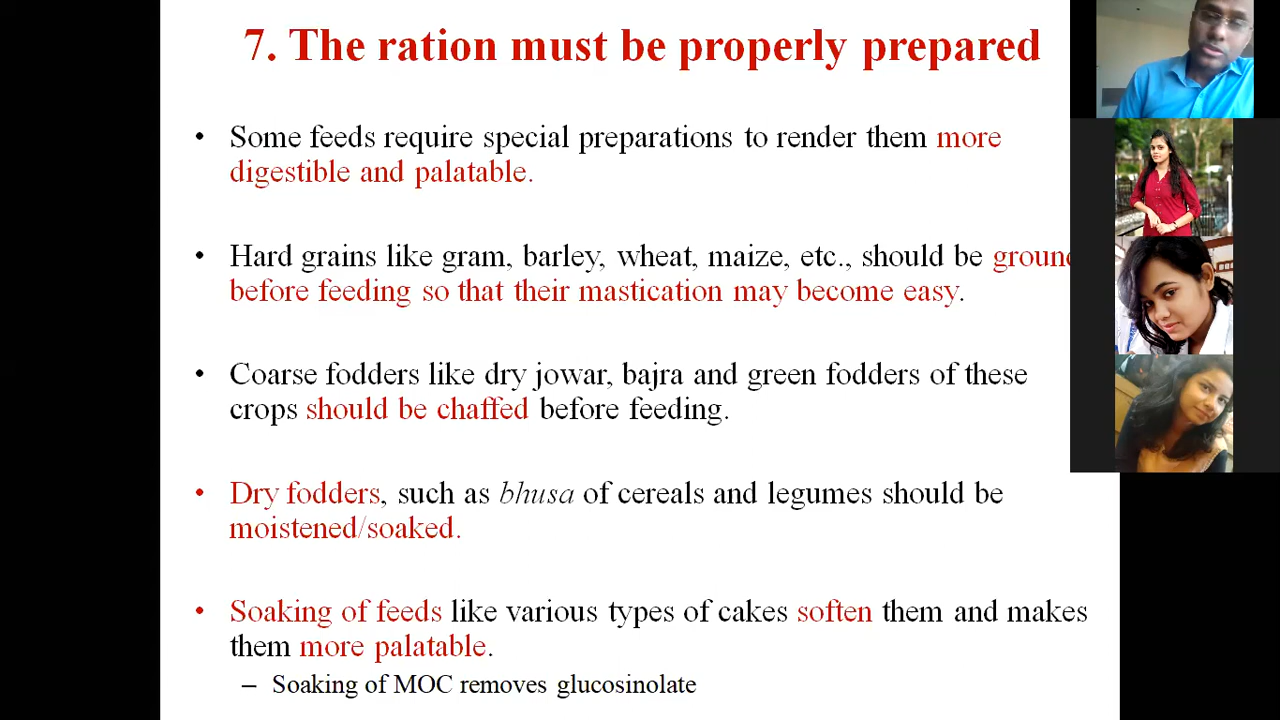 7. The ration must be properly prepared
• Some feeds require special preparations to render them more
digestible and palatable.
• Hard grains like gram, barley, wheat, maize, etc., should be groun
before feeding so that their mastication may become easy.
• Coarse fodders like dry jowar, bajra and green fodders of these
crops should be chaffed before feeding.
• Dry fodders, such as bhusa of cereals and legumes should be
moistened/soaked.
• Soaking of feeds like various types of cakes soften them and makes
them more palatable.
– Soaking of MOC removes glucosinolate